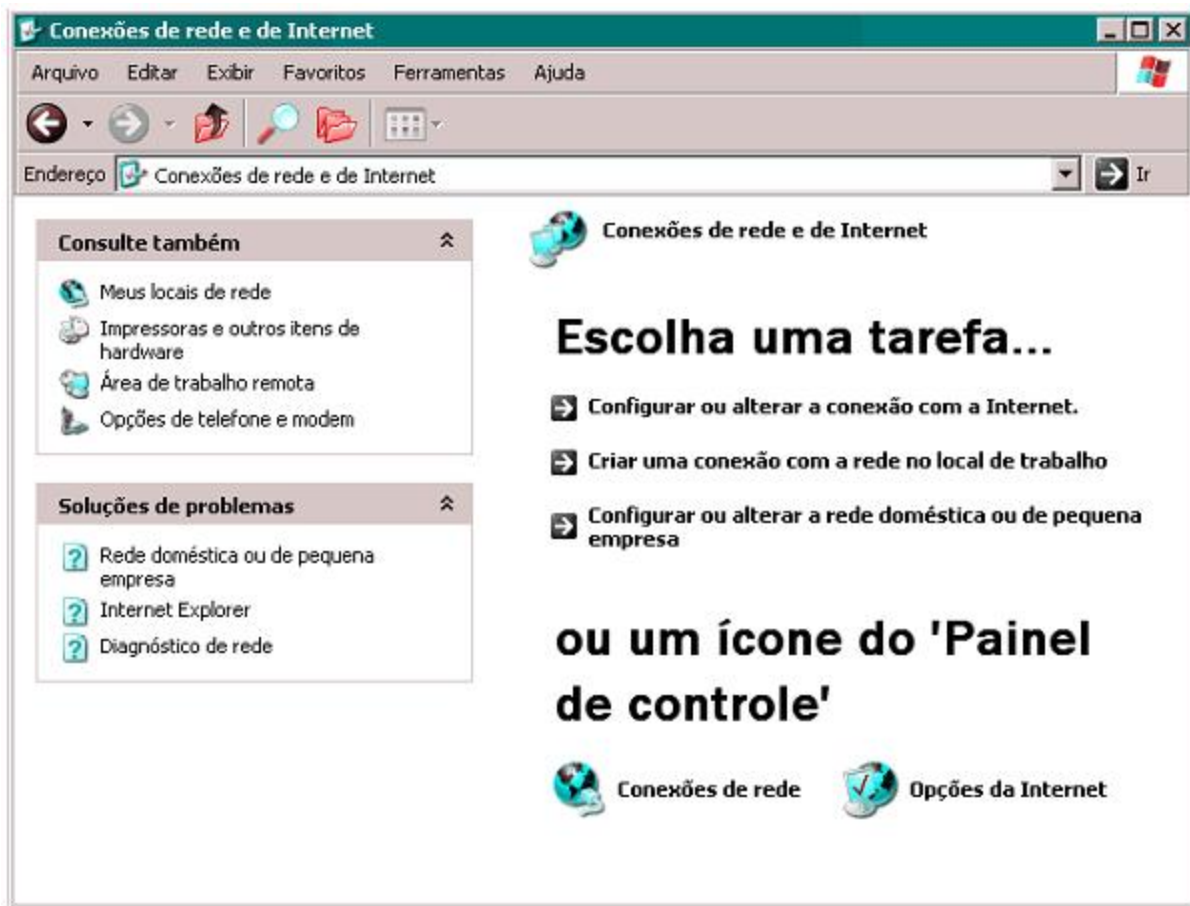 Conexões de rede e de Internet
Arquivo Editar Exibir Favoritos Ferramentas Ajuda
Endereço Conexões de rede e de Internet Ir
Consulte também
Meus locais de rede
Impressoras e outros itens de
hardware
Área de trabalho remota
Opções de telefone e modem
Soluções de problemas
Rede doméstica ou de pequena
empresa
Internet Explorer
Diagnóstico de rede
Conexões de rede e de Internet
Escolha uma tarefa...
Configurar ou alterar a conexão com a Internet.
Criar uma conexão com a rede no local de trabalho
Configurar ou alterar a rede doméstica ou de pequena
empresa
ou um ícone do 'Painel
de controle'
Conexões de rede Opções da Internet